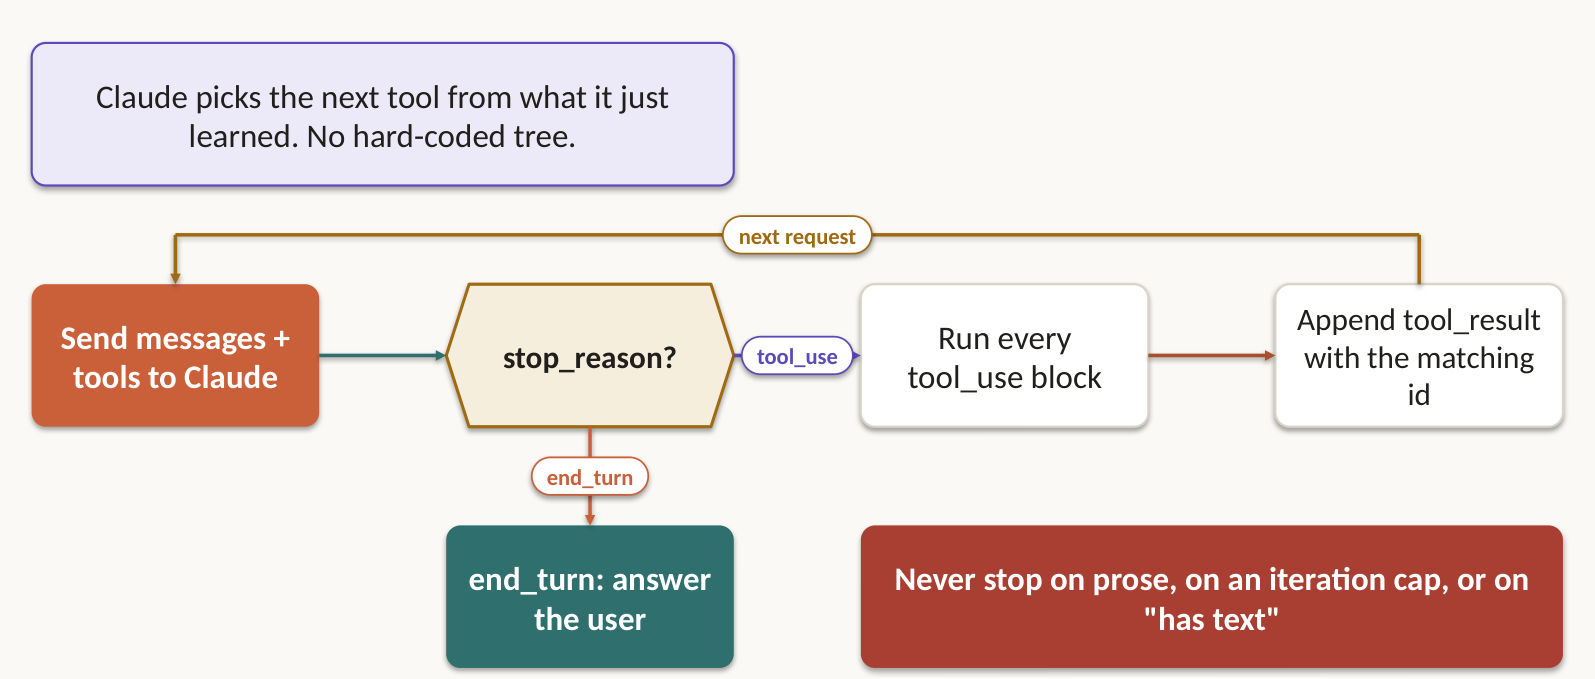 Claude picks the next tool from what it just
learned. No hard-coded tree.
next request
Send messages +
tools to Claude
stop_reason?
tool_use
Run every
tool_use block
Append tool_result
with the matching
id
end_turn
end_turn: answer
the user
Never stop on prose, on an iteration cap, or on
"has text"